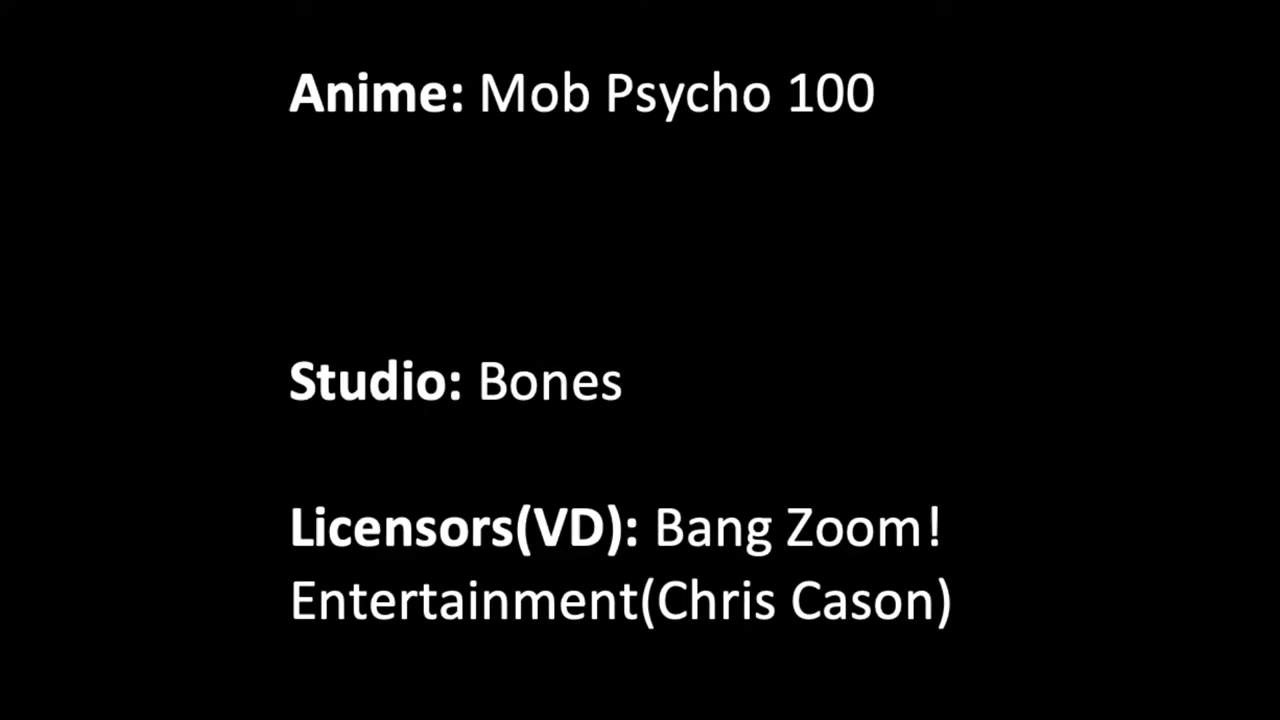 Anime: Mob Psycho 100
Studio: Bones
Licensors(VD): Bang Zoom!
Entertainment(Chris Cason)